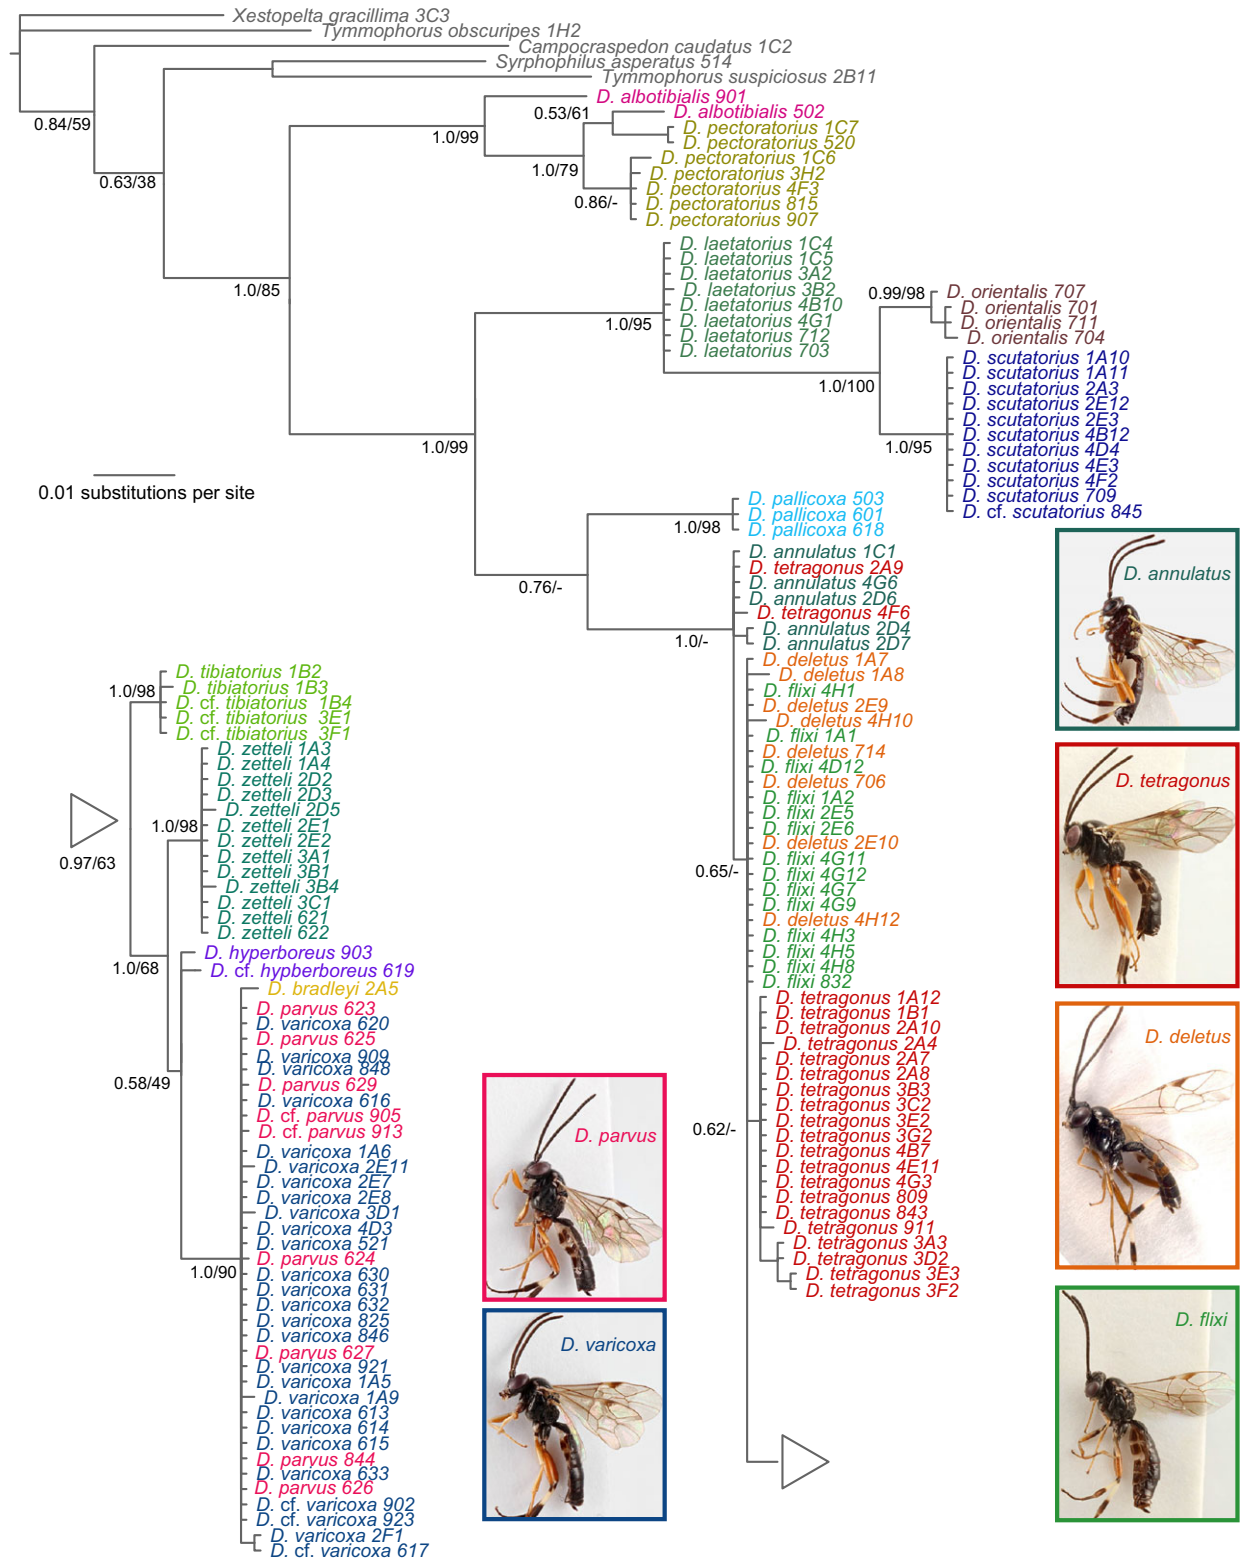 Xestopelta gracillima 3C3
Tymmophorus obscuripes 1H2
Campocraspedon caudatus 1C2
Syrphophilus asperatus 514
Tymmophorus suspiciosus 2B11
0.84/59
0.63/38
1.0/85
D. albotibialis 901
0.53/61
D. albotibialis 502
1.0/99
D. pectoratorius 1C7
D. pectoratorius 520
D. pectoratorius 1C6
1.0/79
D. pectoratorius 3H2
D. pectoratorius 4F3
0.86/-
D. pectoratorius 815
D. pectoratorius 907
D. laetatorius 1C4
D. laetatorius 1C5
D. laetatorius 3A2
D. laetatorius 3B2
D. laetatorius 4B10
D. laetatorius 4G1
1.0/95
D. laetatorius 712
D. laetatorius 703
0.99/98
D. orientalis 707
D. orientalis 701
D. orientalis 711
D. orientalis 704
1.0/100
D. scutatorius 1A10
D. scutatorius 1A11
D. scutatorius 2A3
D. scutatorius 2E12
D. scutatorius 2E3
D. scutatorius 4B12
1.0/95
D. scutatorius 4D4
D. scutatorius 4E3
D. scutatorius 4F2
D. scutatorius 709
D. cf. scutatorius 845
1.0/99
0.01 substitutions per site
D. pallicoxa 503
D. pallicoxa 601
1.0/98
D. pallicoxa 618
0.76/-
D. annulatus 1C1
D. tetragonus 2A9
D. annulatus 4G6
D. annulatus 2D6
D. tetragonus 4F6
D. annulatus 2D4
1.0/-
D. annulatus 2D7
D. deletus 1A7
D. deletus 1A8
D. flixi 4H1
D. deletus 2E9
D. deletus 4H10
D. flixi 1A1
D. deletus 714
D. flixi 4D12
D. deletus 706
D. flixi 1A2
D. flixi 2E5
D. flixi 2E6
D. deletus 2E10
D. flixi 4G11
0.65/-
D. flixi 4G12
D. flixi 4G7
D. flixi 4G9
D. deletus 4H12
D. flixi 4H3
D. flixi 4H5
D. flixi 4H8
D. flixi 832
D. tetragonus 1A12
D. tetragonus 1B1
D. tetragonus 2A10
D. tetragonus 2A4
D. tetragonus 2A7
D. tetragonus 2A8
D. tetragonus 3B3
D. tetragonus 3C2
D. tetragonus 3E2
0.62/-
D. tetragonus 3G2
D. tetragonus 4B7
D. tetragonus 4E11
D. tetragonus 4G3
D. tetragonus 809
D. tetragonus 843
D. tetragonus 911
D. tetragonus 3A3
D. tetragonus 3D2
D. tetragonus 3E3
D. tetragonus 3F2
D. tibiatorius 1B2
1.0/98
D. tibiatorius 1B3
D. cf. tibiatorius 1B4
D. cf. tibiatorius 3E1
D. cf. tibiatorius 3F1
D. zetteli 1A3
D. zetteli 1A4
D. zetteli 2D2
D. zetteli 2D3
D. zetteli 2D5
1.0/98
D. zetteli 2E1
D. zetteli 2E2
D. zetteli 3A1
0.97/63
D. zetteli 3B1
D. zetteli 3B4
D. zetteli 3C1
D. zetteli 621
D. zetteli 622
D. hyperboreus 903
1.0/68
D. cf. hypberboreus 619
D. bradleyi 2A5
D. parvus 623
D. varicoxa 620
D. parvus 625
D. varicoxa 909
D. varicoxa 848
0.58/49
D. parvus 629
D. varicoxa 616
D. cf. parvus 905
D. cf. parvus 913
D. varicoxa 1A6
D. varicoxa 2E11
D. varicoxa 2E7
D. varicoxa 2E8
D. varicoxa 3D1
D. varicoxa 4D3
D. varicoxa 521
D. parvus 624
1.0/90
D. varicoxa 630
D. varicoxa 631
D. varicoxa 632
D. varicoxa 825
D. varicoxa 846
D. parvus 627
D. varicoxa 921
D. varicoxa 1A5
D. varicoxa 1A9
D. varicoxa 613
D. varicoxa 614
D. varicoxa 615
D. parvus 844
D. varicoxa 633
D. parvus 626
D. cf. varicoxa 902
D. cf. varicoxa 923
D. varicoxa 2F1
D. cf. varicoxa 617
D. parvus
D. varicoxa
D. annulatus
D. tetragonus
D. deletus
D. flixi